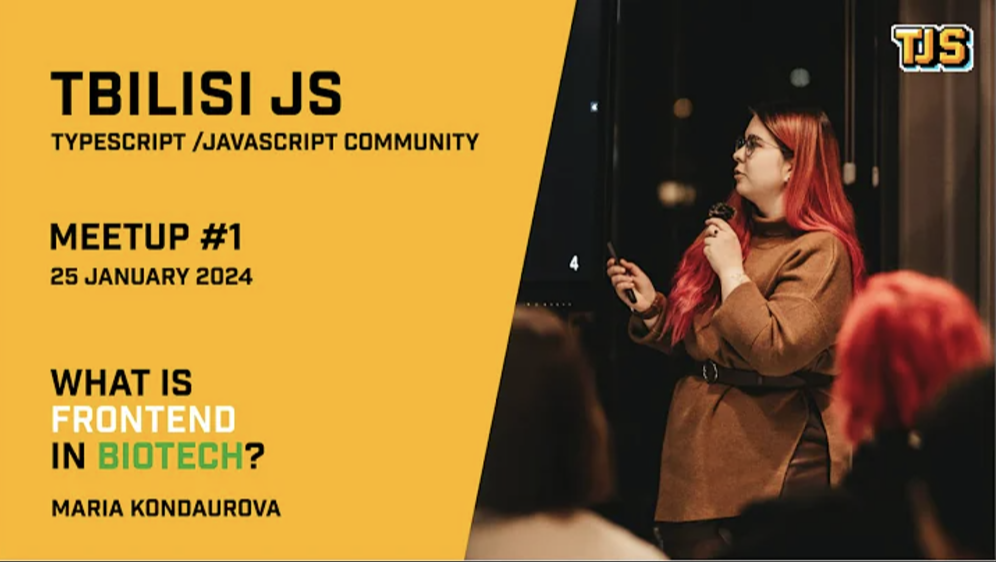 TBILISI JS
TYPESCRIPT /JAVASCRIPT COMMUNITY
MEETUP #1
25 JANUARY 2024
WHAT IS
FRONTEND
IN BIOTECH?
MARIA KONDAUROVA
TJS
4